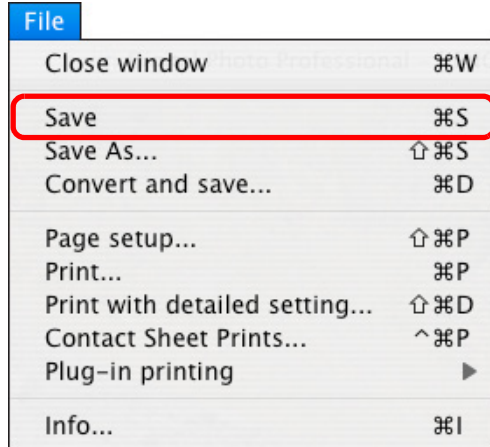 File
Close window ⌘W
Save ⌘S
Save As... ⇧⌘S
Convert and save... ⌘D
Page setup... ⇧⌘P
Print... ⌘P
Print with detailed setting... ⇧⌘D
Contact Sheet Prints... ^⌘P
Plug-in printing
Info... ⌘I